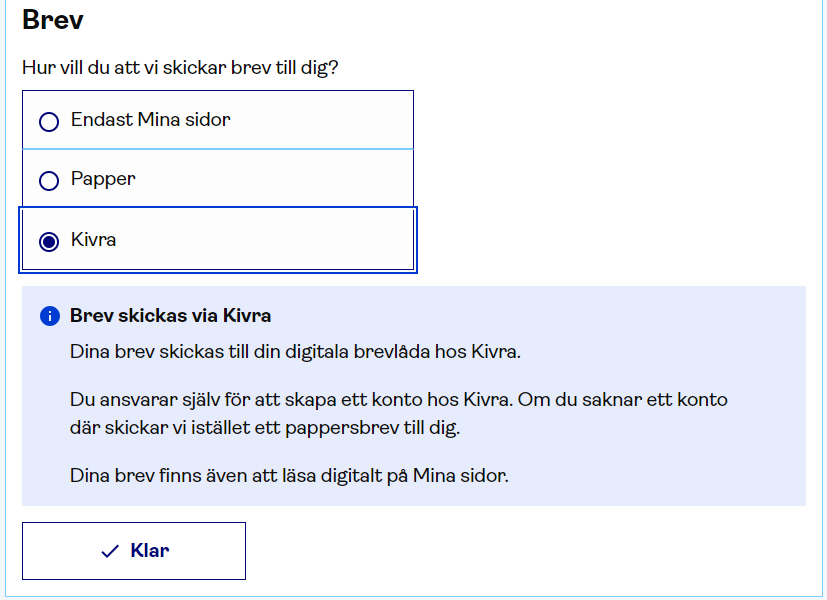 Brev
Hur vill du att vi skickar brev till dig?
Endast Mina sidor
Papper
Kivra
Brev skickas via Kivra
Dina brev skickas till din digitala brevlåda hos Kivra.
Du ansvarar själv för att skapa ett konto hos Kivra. Om du saknar ett konto
där skickar vi istället ett pappersbrev till dig.
Dina brev finns även att läsa digitalt på Mina sidor.
Klar